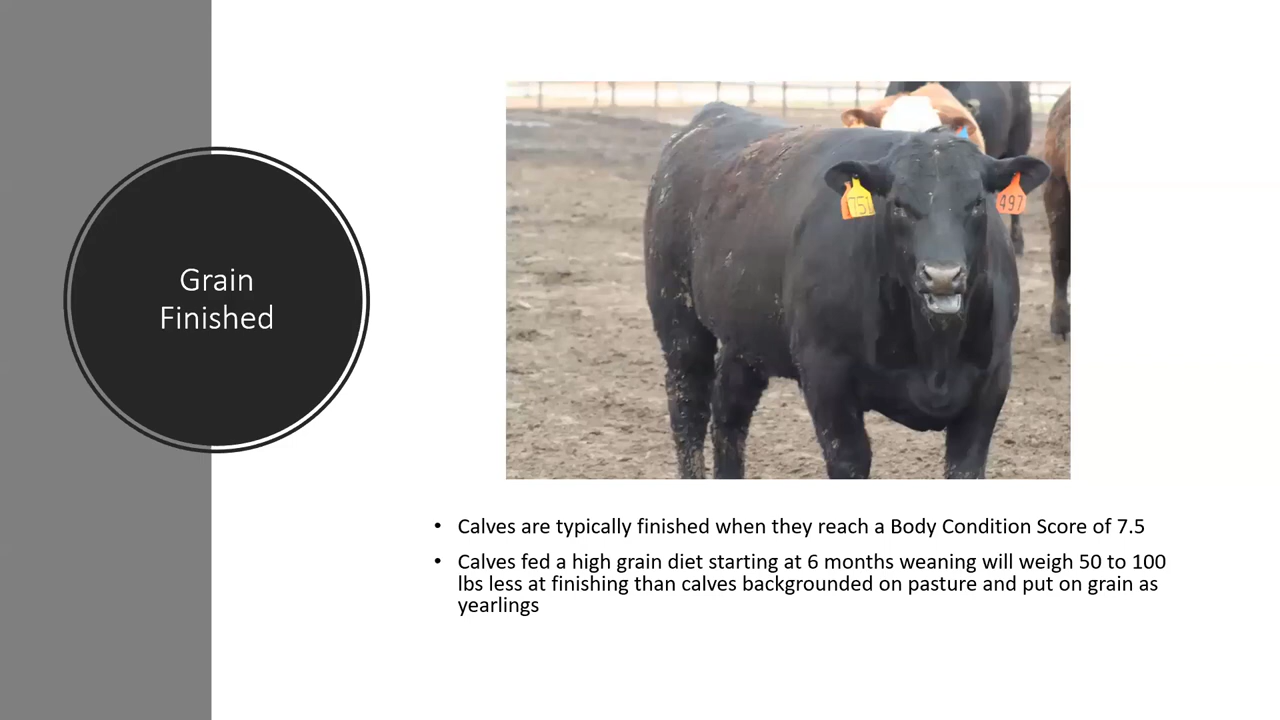 Grain
Finished
751
497
• Calves are typically finished when they reach a Body Condition Score of 7.5
• Calves fed a high grain diet starting at 6 months weaning will weigh 50 to 100
lbs less at finishing than calves backgrounded on pasture and put on grain as
yearlings